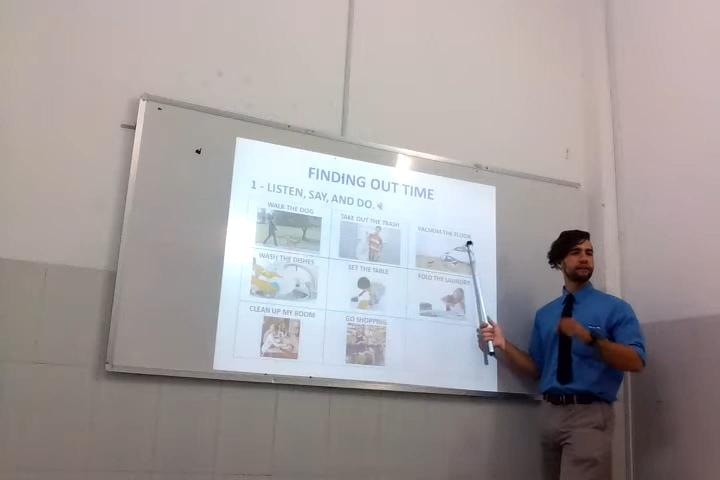 FINDING OUT TIME
1 - LISTEN, SAY, AND DO.
WALK THE DOG
TAKE OUT THE TRASH
VACUUM THE FLOOR
WASH THE DISHES
SET THE TABLE
FOLD THE LAUNDRY
CLEAN UP MY ROOM
GO SHOPPING